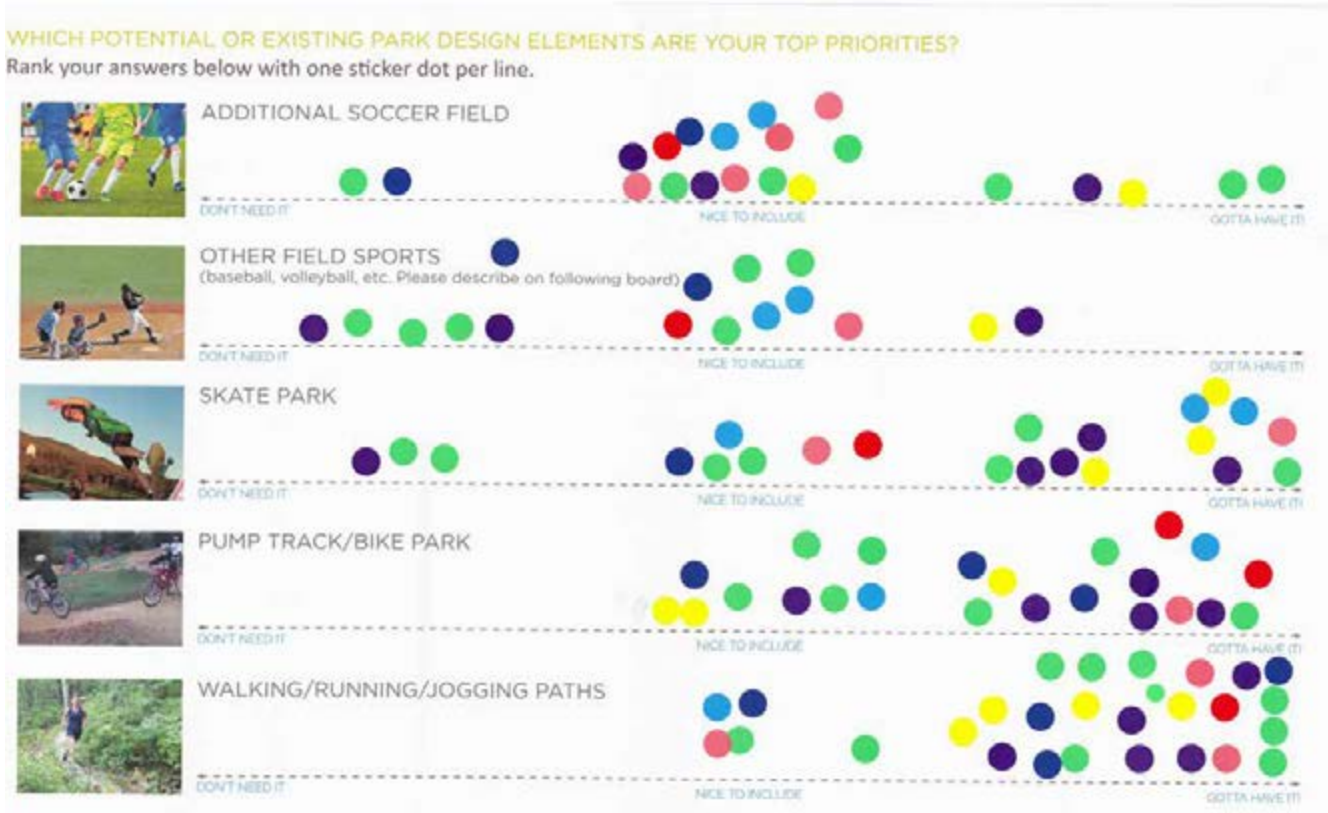 WHICH POTENTIAL OR EXISTING PARK DESIGN ELEMENTS ARE YOUR TOP PRIORITIES?
Rank your answers below with one sticker dot per line.
ADDITIONAL SOCCER FIELD
DON'T NEED IT
NICE TO INCLUDE
GOTTA HAVE IT!
OTHER FIELD SPORTS
(baseball, volleyball, etc. Please describe on following board)
DON'T NEED IT
NICE TO INCLUDE
GOTTA HAVE IT!
SKATE PARK
DON'T NEED IT
NICE TO INCLUDE
GOTTA HAVE IT!
PUMP TRACK/BIKE PARK
DON'T NEED IT
NICE TO INCLUDE
GOTTA HAVE IT!
WALKING/RUNNING/JOGGING PATHS
DON'T NEED IT
NICE TO INCLUDE
GOTTA HAVE IT!